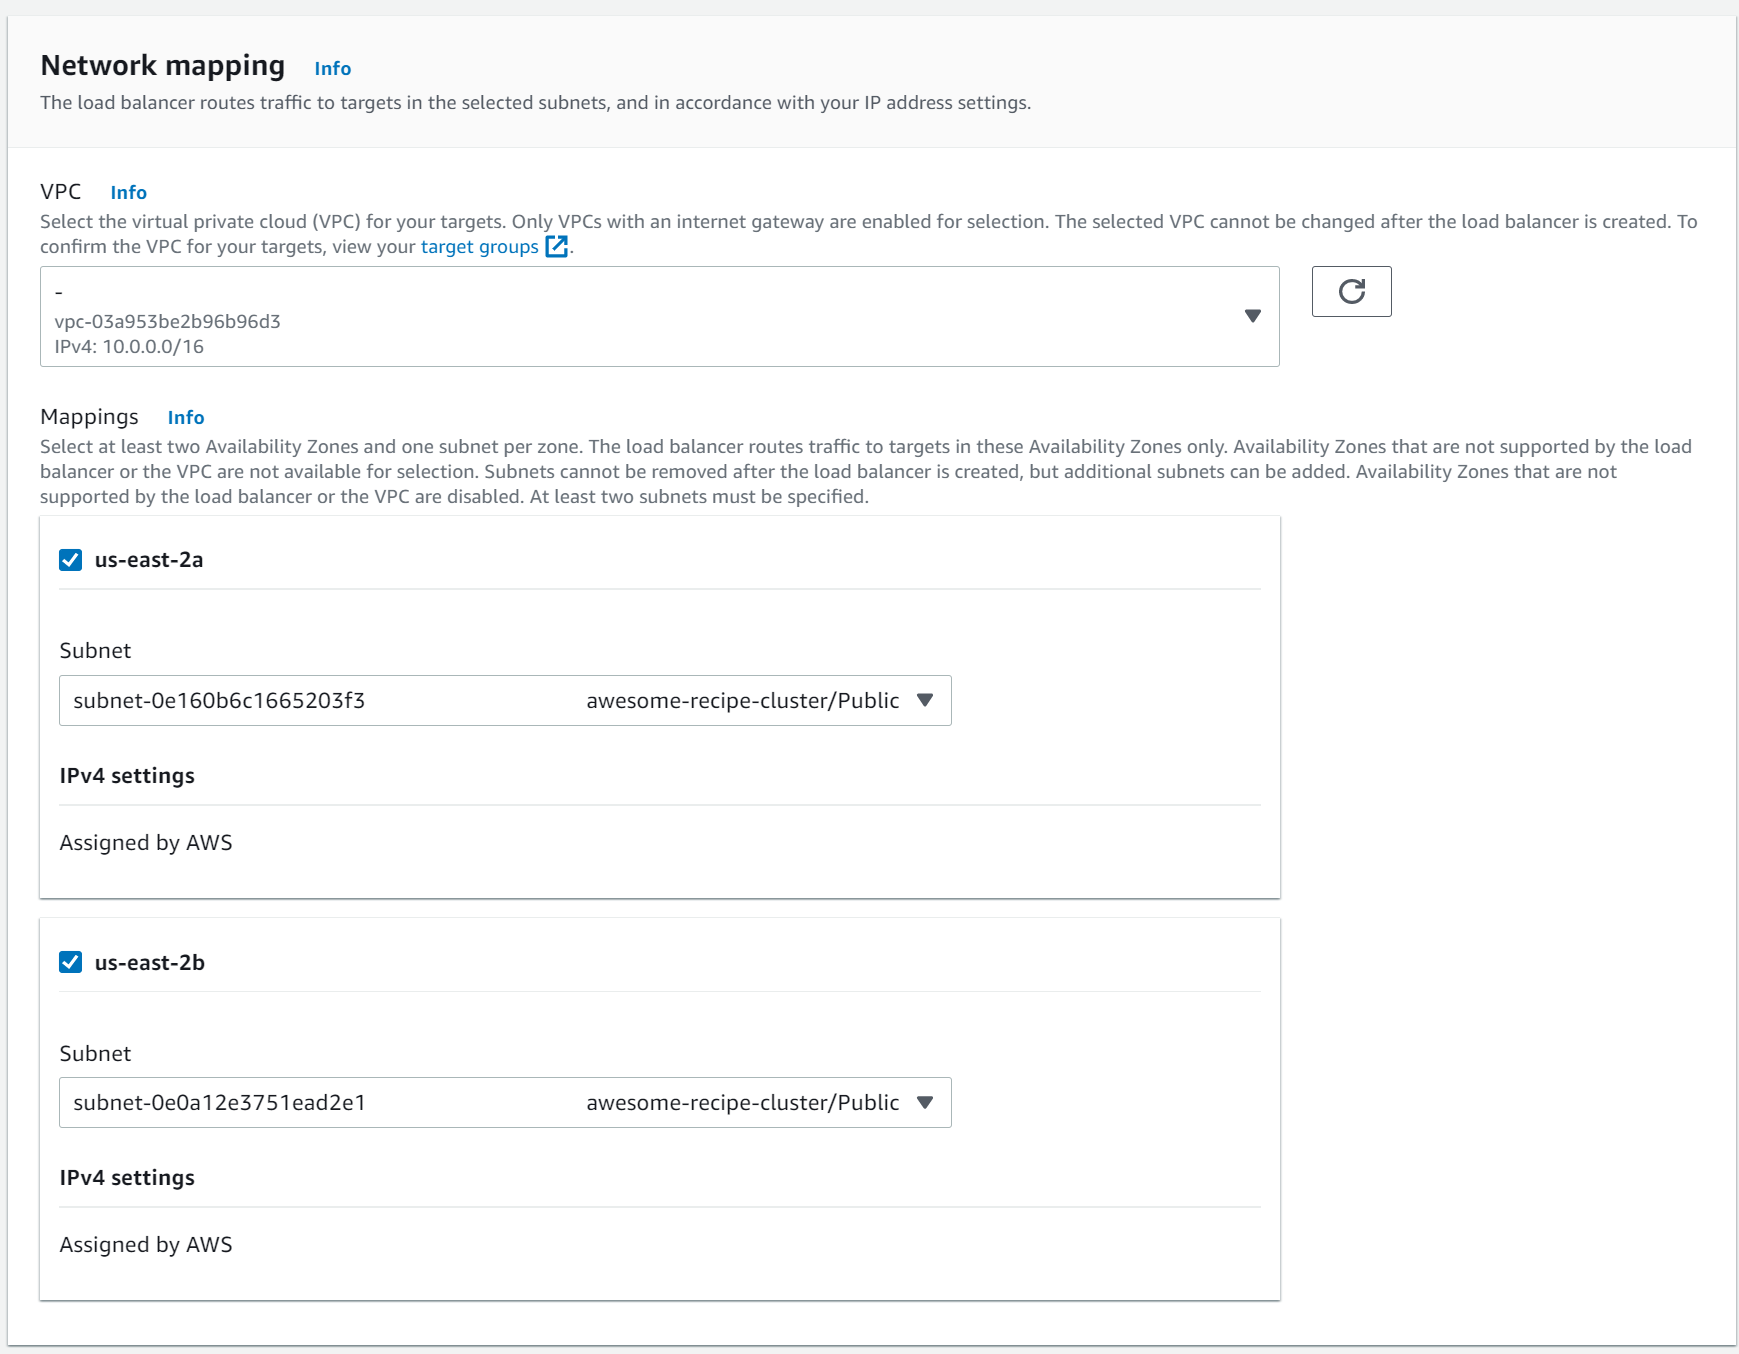 Network mapping Info
The load balancer routes traffic to targets in the selected subnets, and in accordance with your IP address settings.
VPC Info
Select the virtual private cloud (VPC) for your targets. Only VPCs with an internet gateway are enabled for selection. The selected VPC cannot be changed after the load balancer is created. To
confirm the VPC for your targets, view your target groups.
-
vpc-03a953be2b96b96d3
IPv4: 10.0.0.0/16
Mappings Info
Select at least two Availability Zones and one subnet per zone. The load balancer routes traffic to targets in these Availability Zones only. Availability Zones that are not supported by the load
balancer or the VPC are not available for selection. Subnets cannot be removed after the load balancer is created, but additional subnets can be added. Availability Zones that are not
supported by the load balancer or the VPC are disabled. At least two subnets must be specified.
us-east-2a
Subnet
subnet-0e160b6c1665203f3 awesome-recipe-cluster/Public
IPv4 settings
Assigned by AWS
us-east-2b
Subnet
subnet-0e0a12e3751ead2e1 awesome-recipe-cluster/Public
IPv4 settings
Assigned by AWS